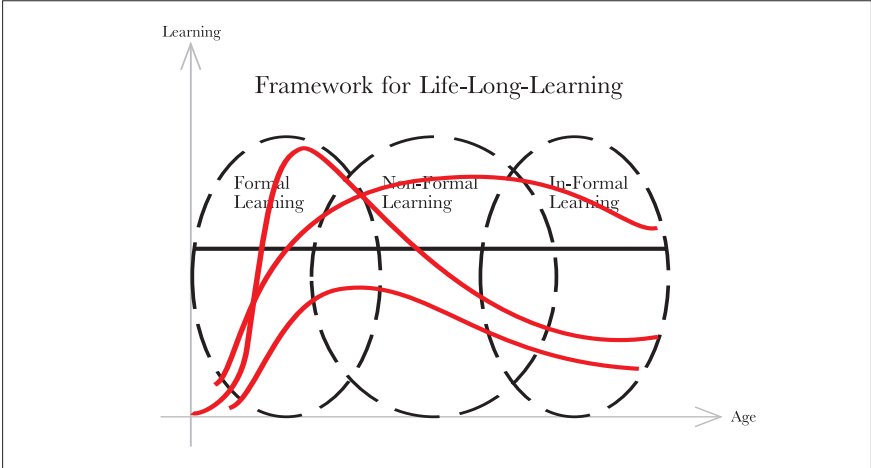 Learning
Framework for Life-Long-Learning
Formal
Learning
Non-Formal
Learning
In-Formal
Learning
Age